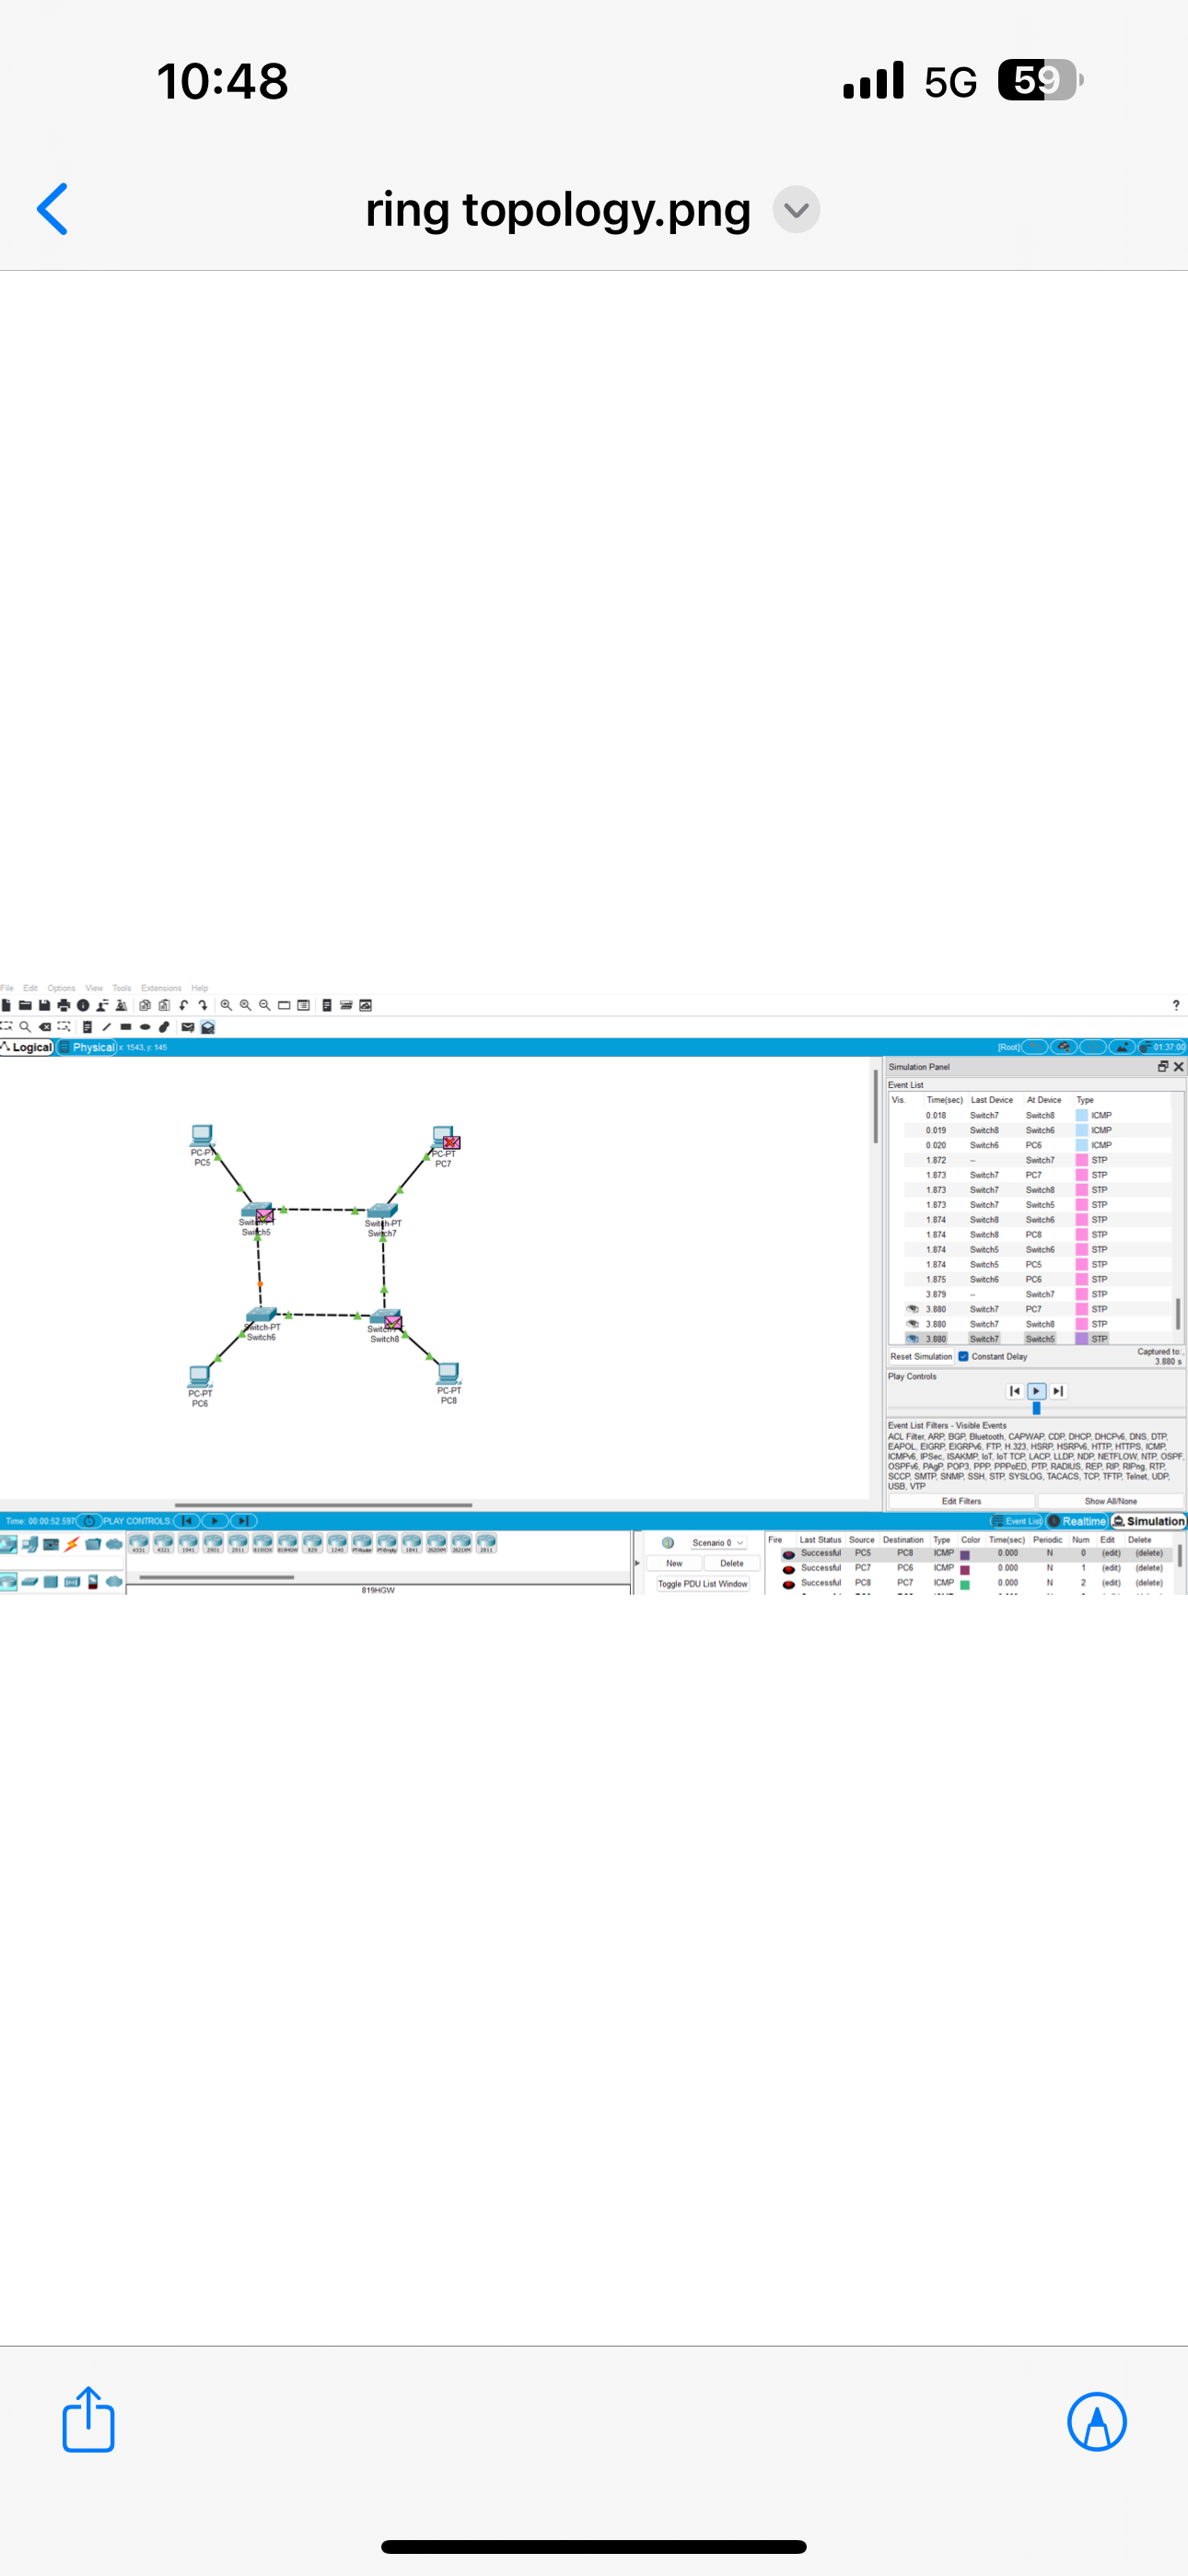 10:48
5G 59
ring topology.png
File Edit Options View Tools Extensions Help
?
Logical Physical x: 1543, y: 145 [Root] 01:37:00
Simulation Panel
Event List
Vis. Time(sec) Last Device At Device Type
0.018 Switch7 Switch8 ICMP
0.019 Switch8 Switch6 ICMP
0.020 Switch6 PC6 ICMP
1.872 -- Switch7 STP
1.873 Switch7 PC7 STP
1.873 Switch7 Switch8 STP
1.873 Switch7 Switch5 STP
1.874 Switch8 Switch6 STP
1.874 Switch8 PC8 STP
1.874 Switch5 Switch6 STP
1.874 Switch5 PC5 STP
1.875 Switch6 PC6 STP
3.879 -- Switch7 STP
3.880 Switch7 PC7 STP
3.880 Switch7 Switch8 STP
3.880 Switch7 Switch5 STP
Reset Simulation Constant Delay Captured to:
3.880 s
Play Controls
Event List Filters - Visible Events
ACL Filter, ARP, BGP, Bluetooth, CAPWAP, CDP, DHCP, DHCPv6, DNS, DTP,
EAPOL, EIGRP, EIGRPv6, FTP, H.323, HSRP, HSRPv6, HTTP, HTTPS, ICMP,
ICMPv6, IPSec, ISAKMP, IoT, IoT TCP, LACP, LLDP, NDP, NETFLOW, NTP, OSPF,
OSPFv6, PAgP, POP3, PPP, PPPoED, PTP, RADIUS, REP, RIP, RIPng, RTP,
SCCP, SMTP, SNMP, SSH, STP, SYSLOG, TACACS, TCP, TFTP, Telnet, UDP,
USB, VTP
Edit Filters Show All/None
PC-PT
PC5
PC-PT
PC7
Switch5
Switch-PT
Switch7
Switch-PT
Switch6
Switch8
PC-PT
PC6
PC-PT
PC8
Time: 00:00:52.597 PLAY CONTROLS Event List Realtime Simulation
4331 4321 1941 2901 2911 819HGW 829 1240 1841 2620XM 2621XM 2811
819HGW
Scenario 0
New Delete
Toggle PDU List Window
Fire Last Status Source Destination Type Color Time(sec) Periodic Num Edit Delete
Successful PC5 PC8 ICMP 0.000 N 0 (edit) (delete)
Successful PC7 PC6 ICMP 0.000 N 1 (edit) (delete)
Successful PC8 PC7 ICMP 0.000 N 2 (edit) (delete)